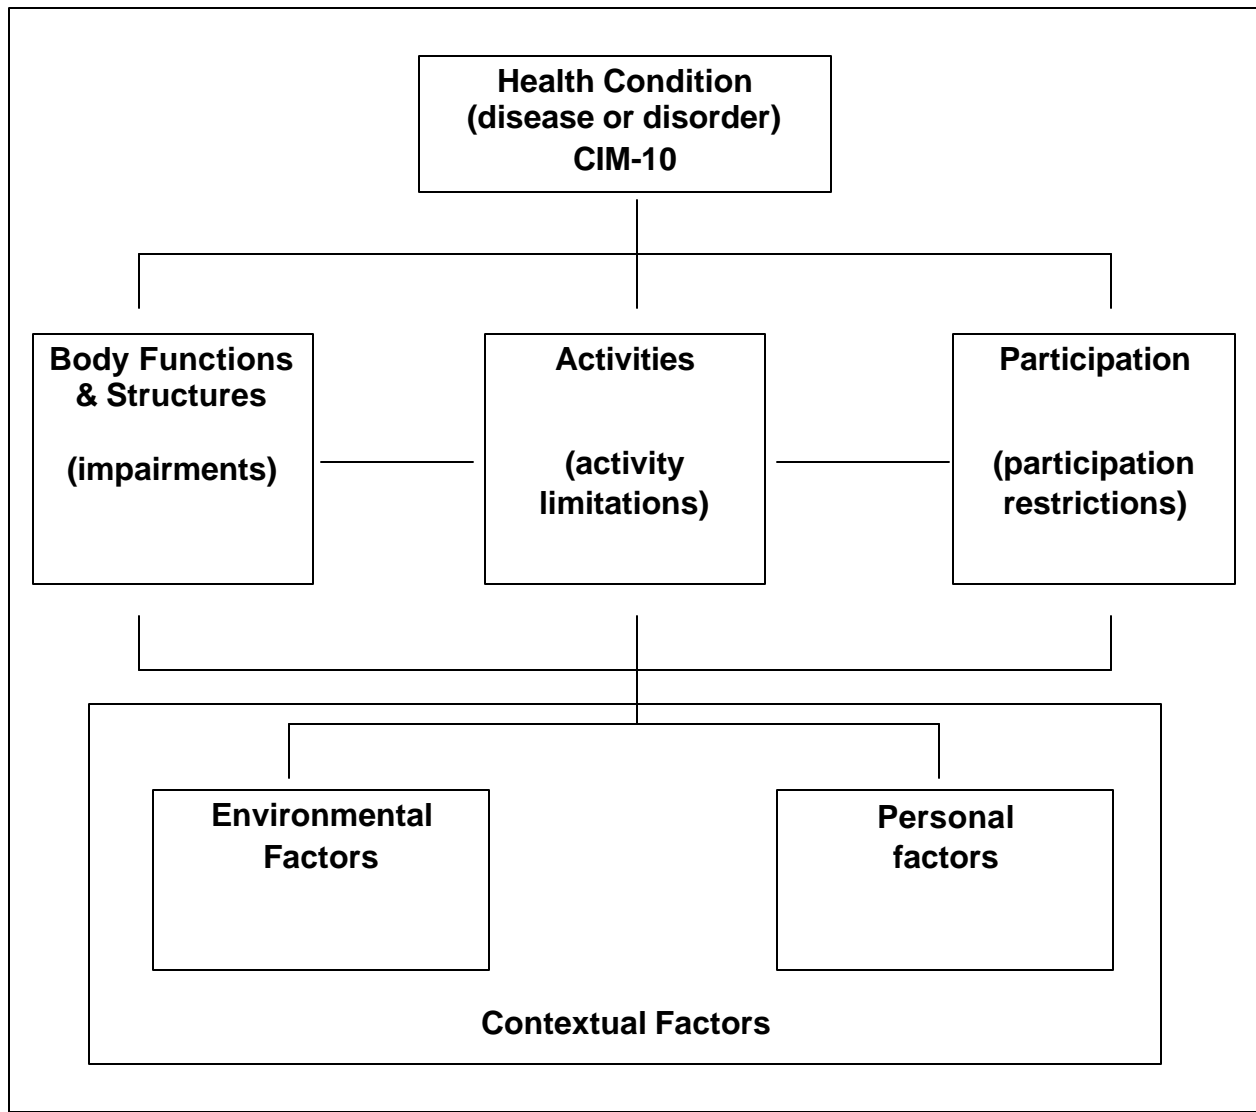 Health Condition
(disease or disorder)
CIM-10
Body Functions
& Structures
(impairments)
Activities
(activity
limitations)
Participation
(participation
restrictions)
Environmental
Factors
Personal
factors
Contextual Factors